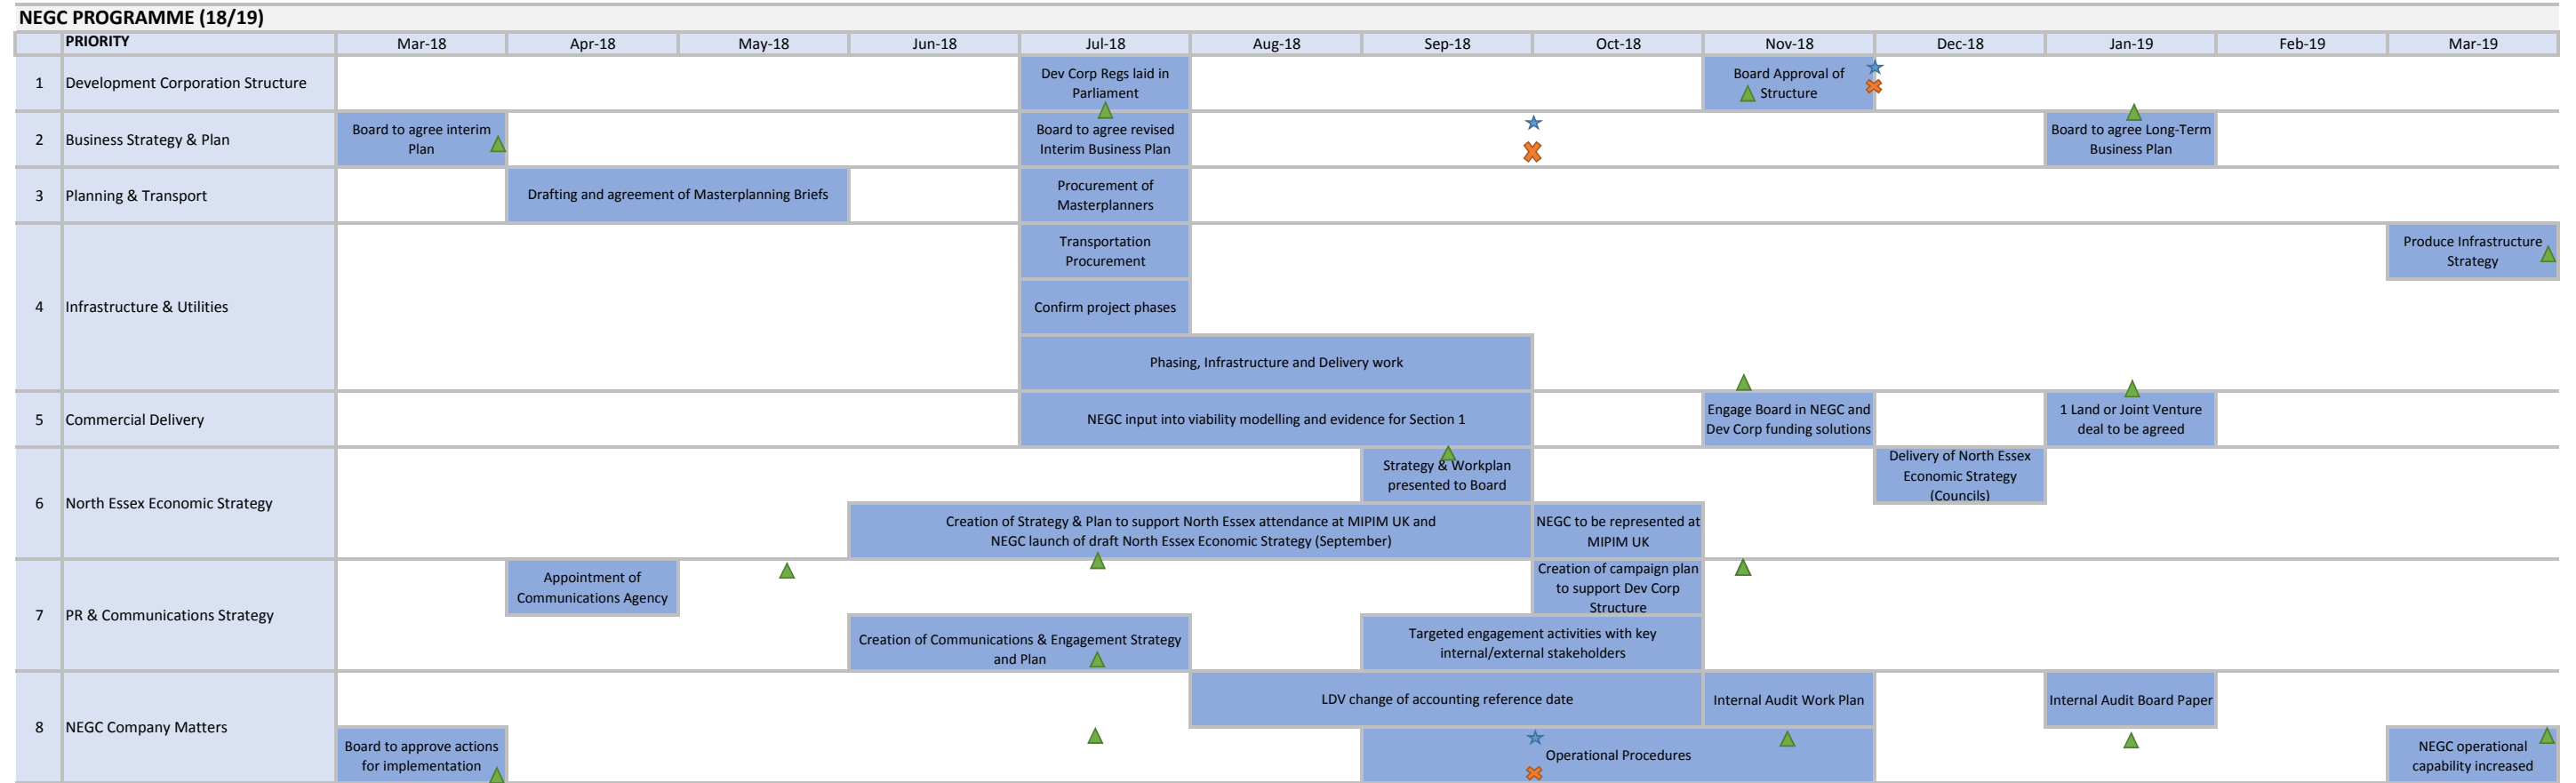 NEGC PROGRAMME (18/19)
PRIORITY
Mar-18
Apr-18
May-18
Jun-18
Jul-18
Aug-18
Sep-18
Oct-18
Nov-18
Dec-18
Jan-19
Feb-19
Mar-19
1
Development Corporation Structure
Dev Corp Regs laid in
Parliament
Board Approval of
Structure
2
Business Strategy & Plan
Board to agree interim
Plan
Board to agree revised
Interim Business Plan
Board to agree Long-Term
Business Plan
3
Planning & Transport
Drafting and agreement of Masterplanning Briefs
Procurement of
Masterplanners
4
Infrastructure & Utilities
Transportation
Procurement
Produce Infrastructure
Strategy
Confirm project phases
Phasing, Infrastructure and Delivery work
5
Commercial Delivery
NEGC input into viability modelling and evidence for Section 1
Engage Board in NEGC and
Dev Corp funding solutions
1 Land or Joint Venture
deal to be agreed
6
North Essex Economic Strategy
Strategy & Workplan
presented to Board
Delivery of North Essex
Economic Strategy
(Councils)
Creation of Strategy & Plan to support North Essex attendance at MIPIM UK and
NEGC launch of draft North Essex Economic Strategy (September)
NEGC to be represented at
MIPIM UK
7
PR & Communications Strategy
Appointment of
Communications Agency
Creation of campaign plan
to support Dev Corp
Structure
Creation of Communications & Engagement Strategy
and Plan
Targeted engagement activities with key
internal/external stakeholders
8
NEGC Company Matters
LDV change of accounting reference date
Internal Audit Work Plan
Internal Audit Board Paper
Board to approve actions
for implementation
Operational Procedures
NEGC operational
capability increased